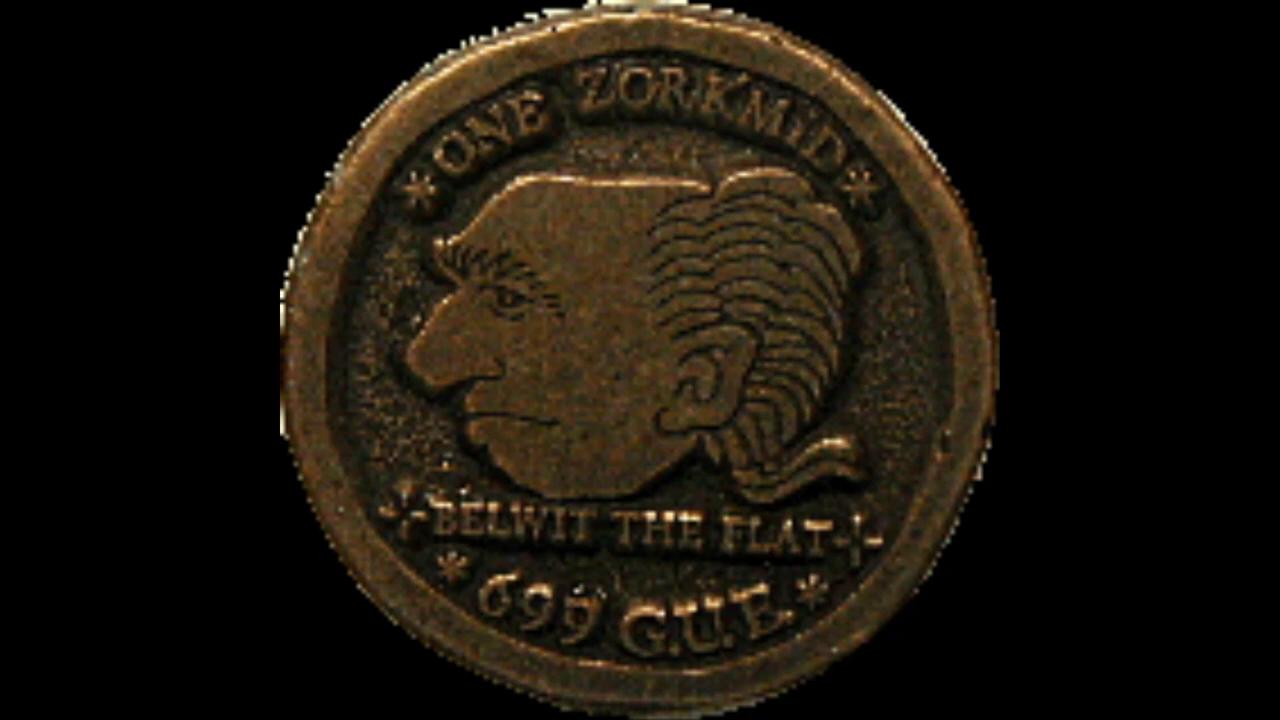 * ONE ZORKMID *
BELWIT THE FLAT
* 699 G.U.E. *